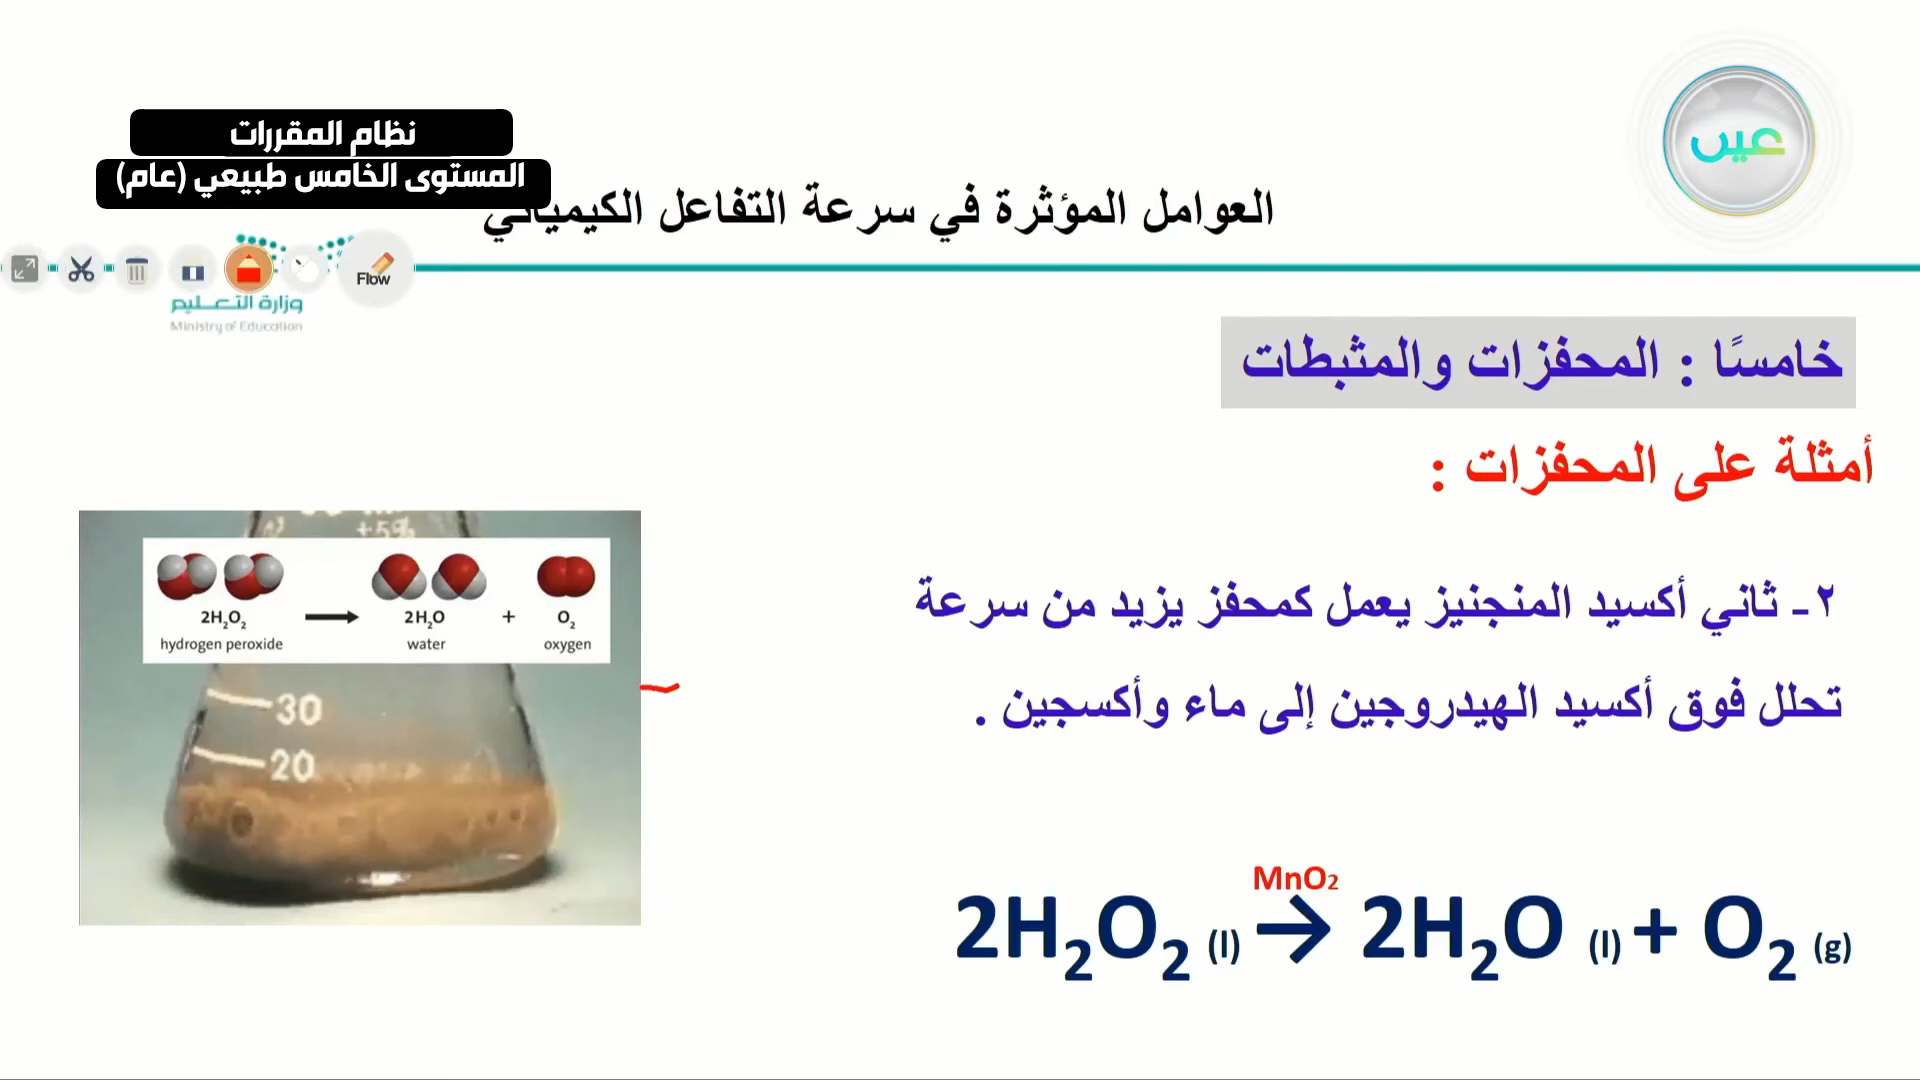 نظام المقررات
المستوى الخامس طبيعي (عام)
عين
العوامل المؤثرة في سرعة التفاعل الكيميائي
Flow
وزارة التعليم
Ministry of Education
خامسًا : المحفزات والمثبطات
أمثلة على المحفزات :
٢- ثاني أكسيد المنجنيز يعمل كمحفز يزيد من سرعة
تحلل فوق أكسيد الهيدروجين إلى ماء وأكسجين .
+5%
2H₂O₂ 2H₂O + O₂
hydrogen peroxide water oxygen
30
20
MnO₂
2H₂O₂ (l) → 2H₂O (l) + O₂ (g)